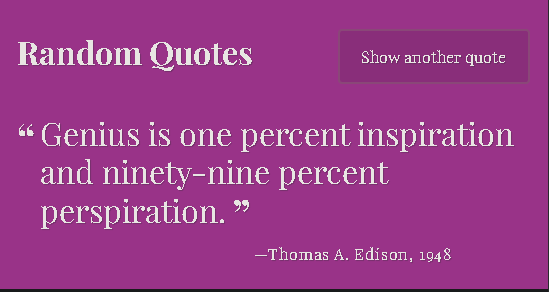 Random Quotes
Show another quote
“ Genius is one percent inspiration
and ninety-nine percent
perspiration. ”
—Thomas A. Edison, 1948